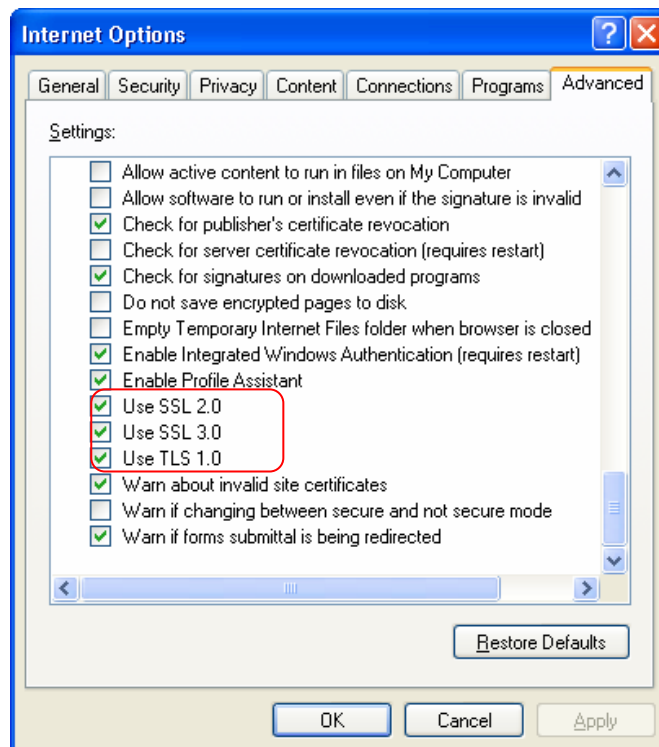 Internet Options
General Security Privacy Content Connections Programs Advanced
Settings:
Allow active content to run in files on My Computer
Allow software to run or install even if the signature is invalid
Check for publisher's certificate revocation
Check for server certificate revocation (requires restart)
Check for signatures on downloaded programs
Do not save encrypted pages to disk
Empty Temporary Internet Files folder when browser is closed
Enable Integrated Windows Authentication (requires restart)
Enable Profile Assistant
Use SSL 2.0
Use SSL 3.0
Use TLS 1.0
Warn about invalid site certificates
Warn if changing between secure and not secure mode
Warn if forms submittal is being redirected
Restore Defaults
OK Cancel Apply